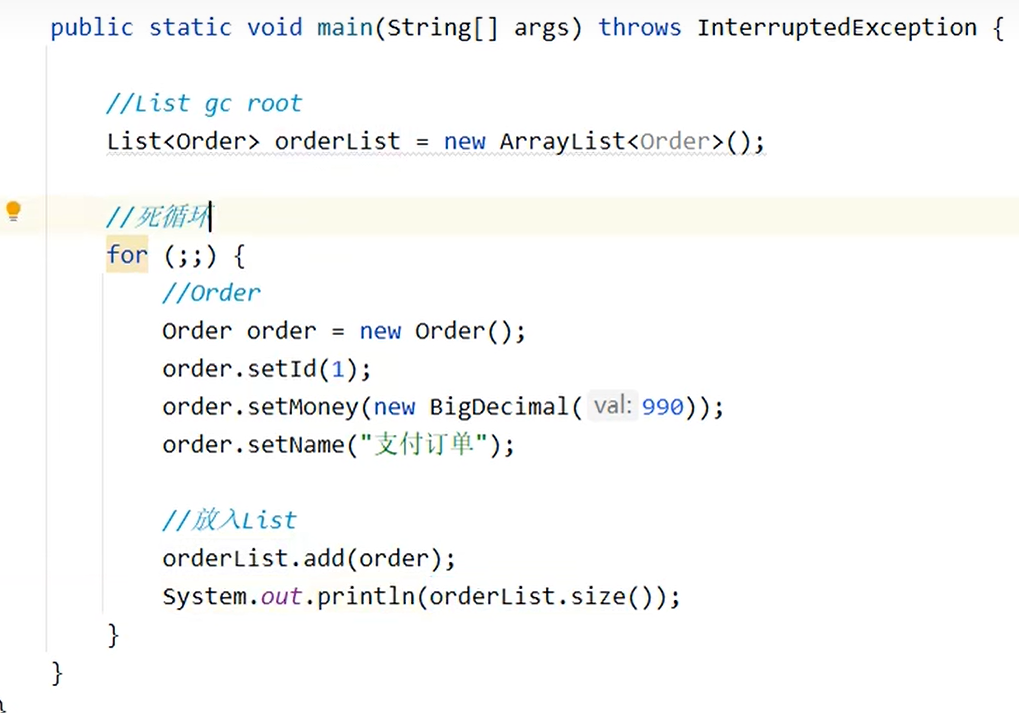 public static void main(String[] args) throws InterruptedException {
//List gc root
List<Order> orderList = new ArrayList<Order>();
//死循环
for (;;) {
//Order
Order order = new Order();
order.setId(1);
order.setMoney(new BigDecimal( val: 990));
order.setName("支付订单");
//放入List
orderList.add(order);
System.out.println(orderList.size());
}
}
}